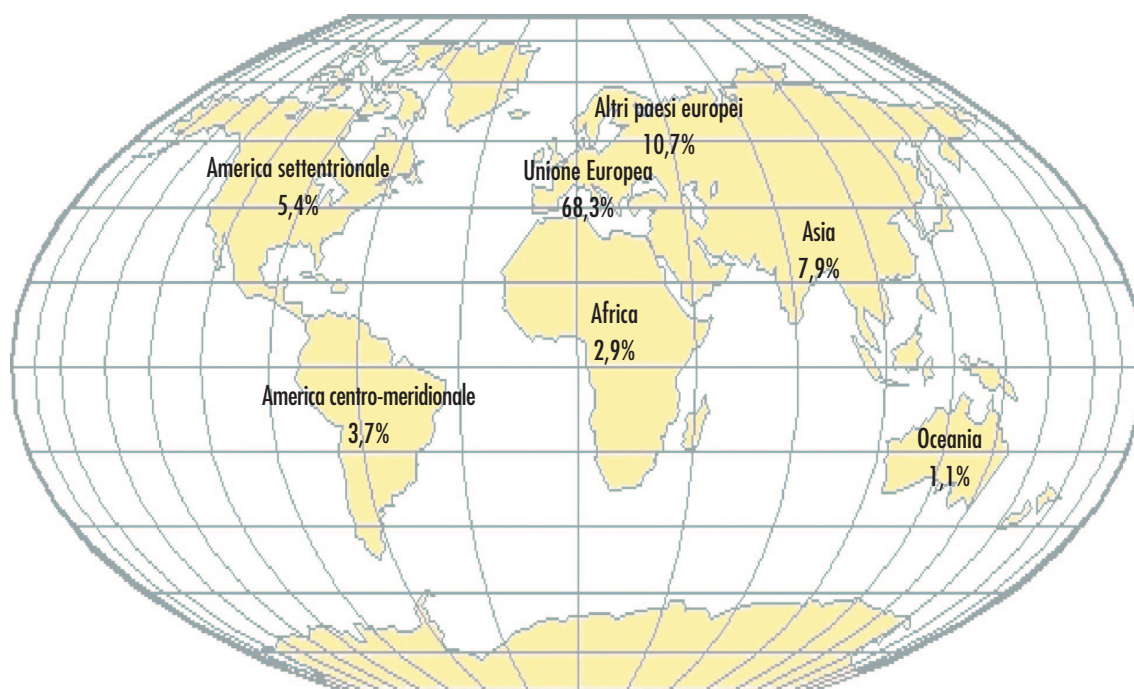 Altri paesi europei
10,7%
America settentrionale
5,4%
Unione Europea
68,3%
Asia
7,9%
Africa
2,9%
America centro-meridionale
3,7%
Oceania
1,1%